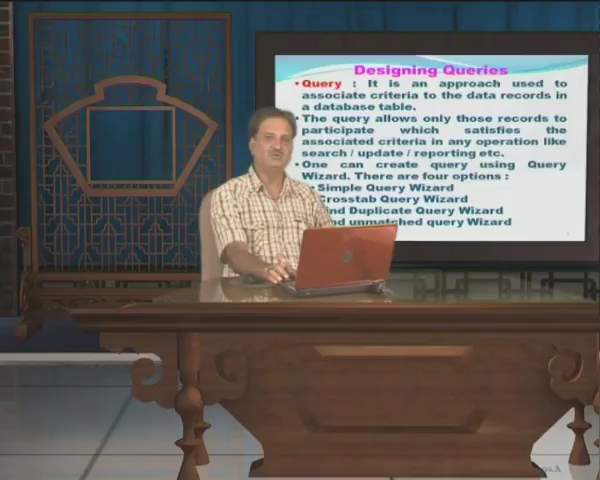 Designing Queries
• Query : It is an approach used to
associate criteria to the data records in
a database table.
• The query allows only those records to
participate which satisfies the
associated criteria in any operation like
search / update / reporting etc.
• One can create query using Query
Wizard. There are four options :
Simple Query Wizard
Crosstab Query Wizard
nd Duplicate Query Wizard
nd unmatched query Wizard